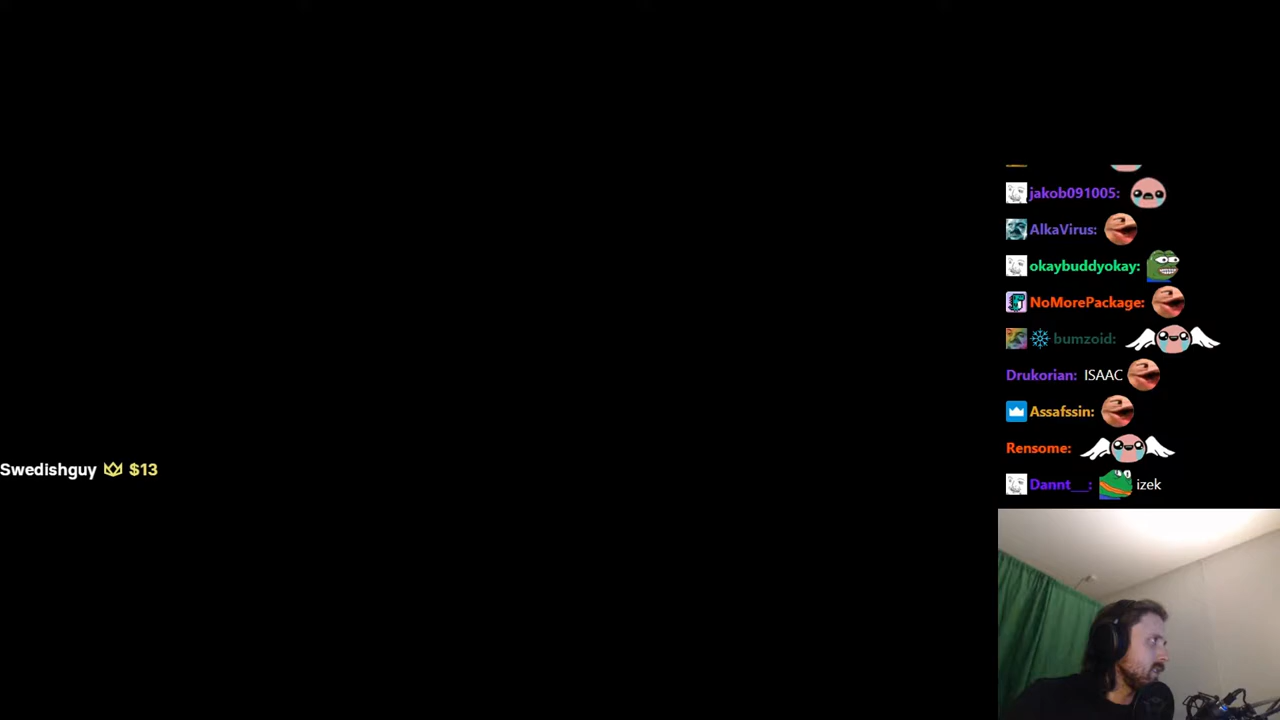 jakob091005:
AlkaVirus:
okaybuddyokay:
NoMorePackage:
bumzoid:
Drukorian: ISAAC
Assafssin:
Rensome:
Swedishguy $13
Dannt__: izek